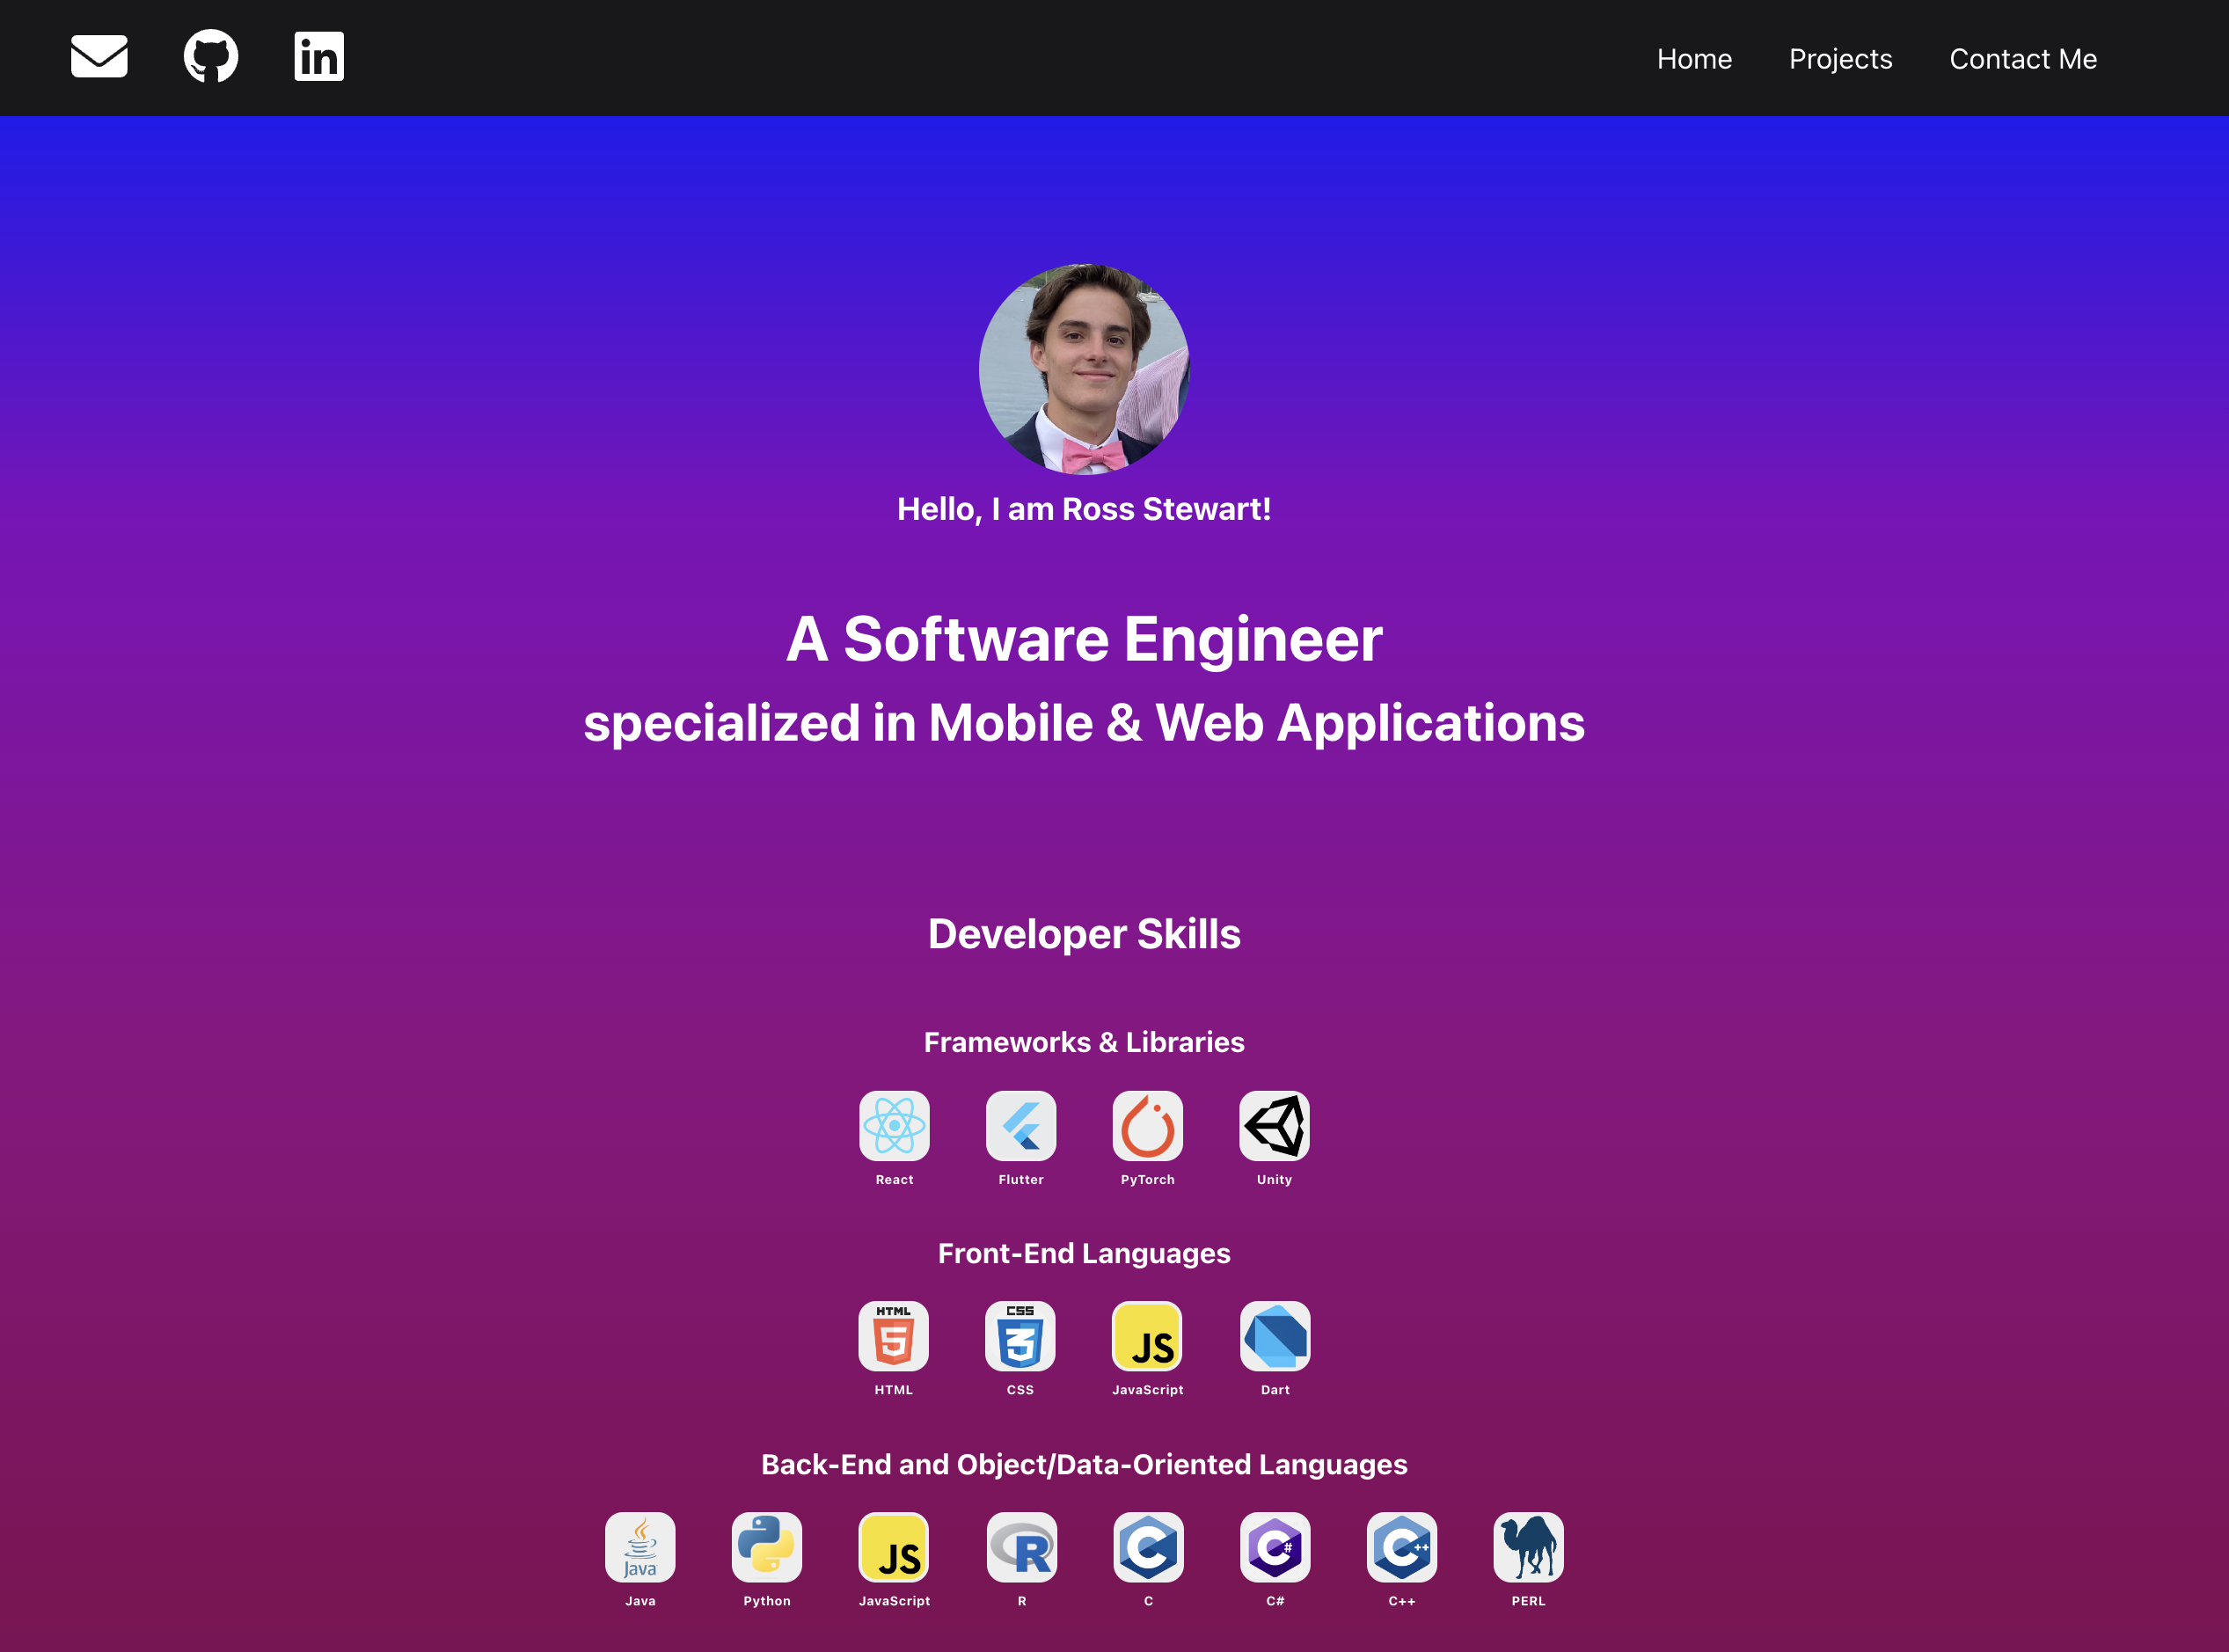 Home Projects Contact Me
Hello, I am Ross Stewart!
A Software Engineer
specialized in Mobile & Web Applications
Developer Skills
Frameworks & Libraries
React Flutter PyTorch Unity
Front-End Languages
HTML CSS JS
HTML CSS JavaScript Dart
Back-End and Object/Data-Oriented Languages
Java JS R C C# C++
Java Python JavaScript R C C# C++ PERL